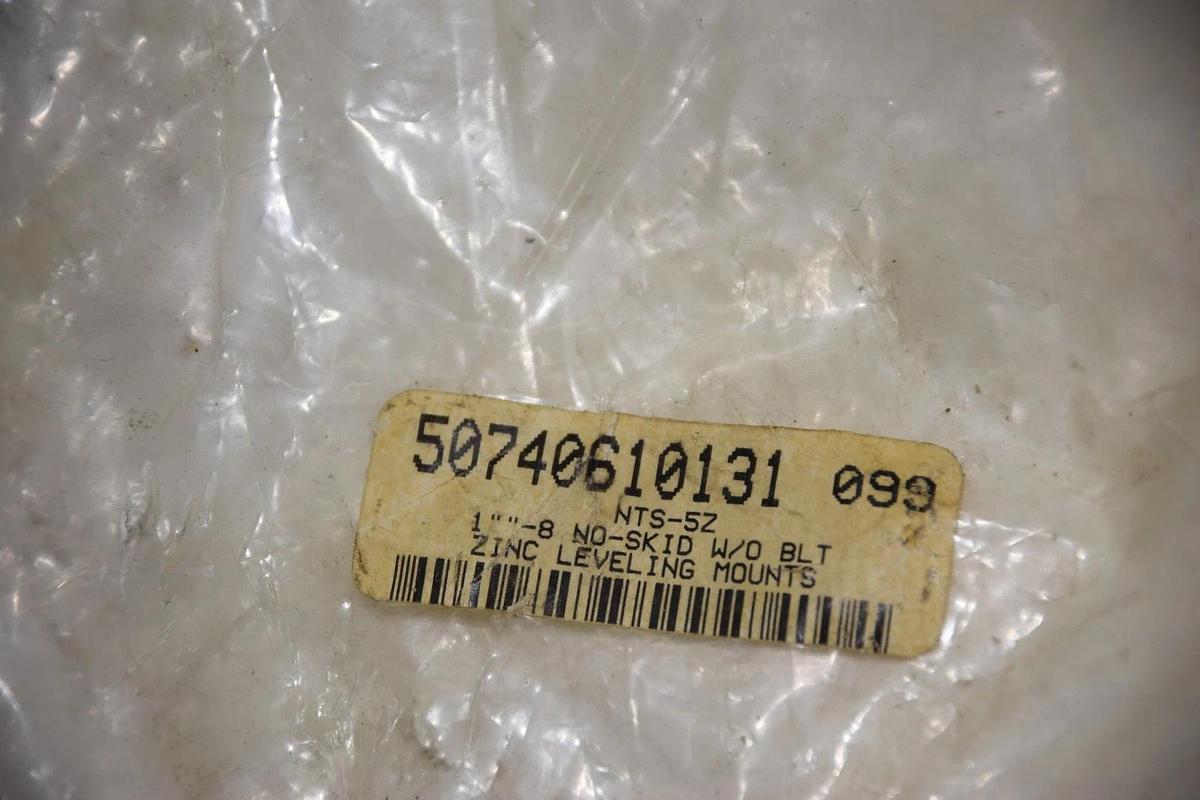 50740610131 099
NTS-5Z
1""-8 NO-SKID W/O BLT
ZINC LEVELING MOUNTS